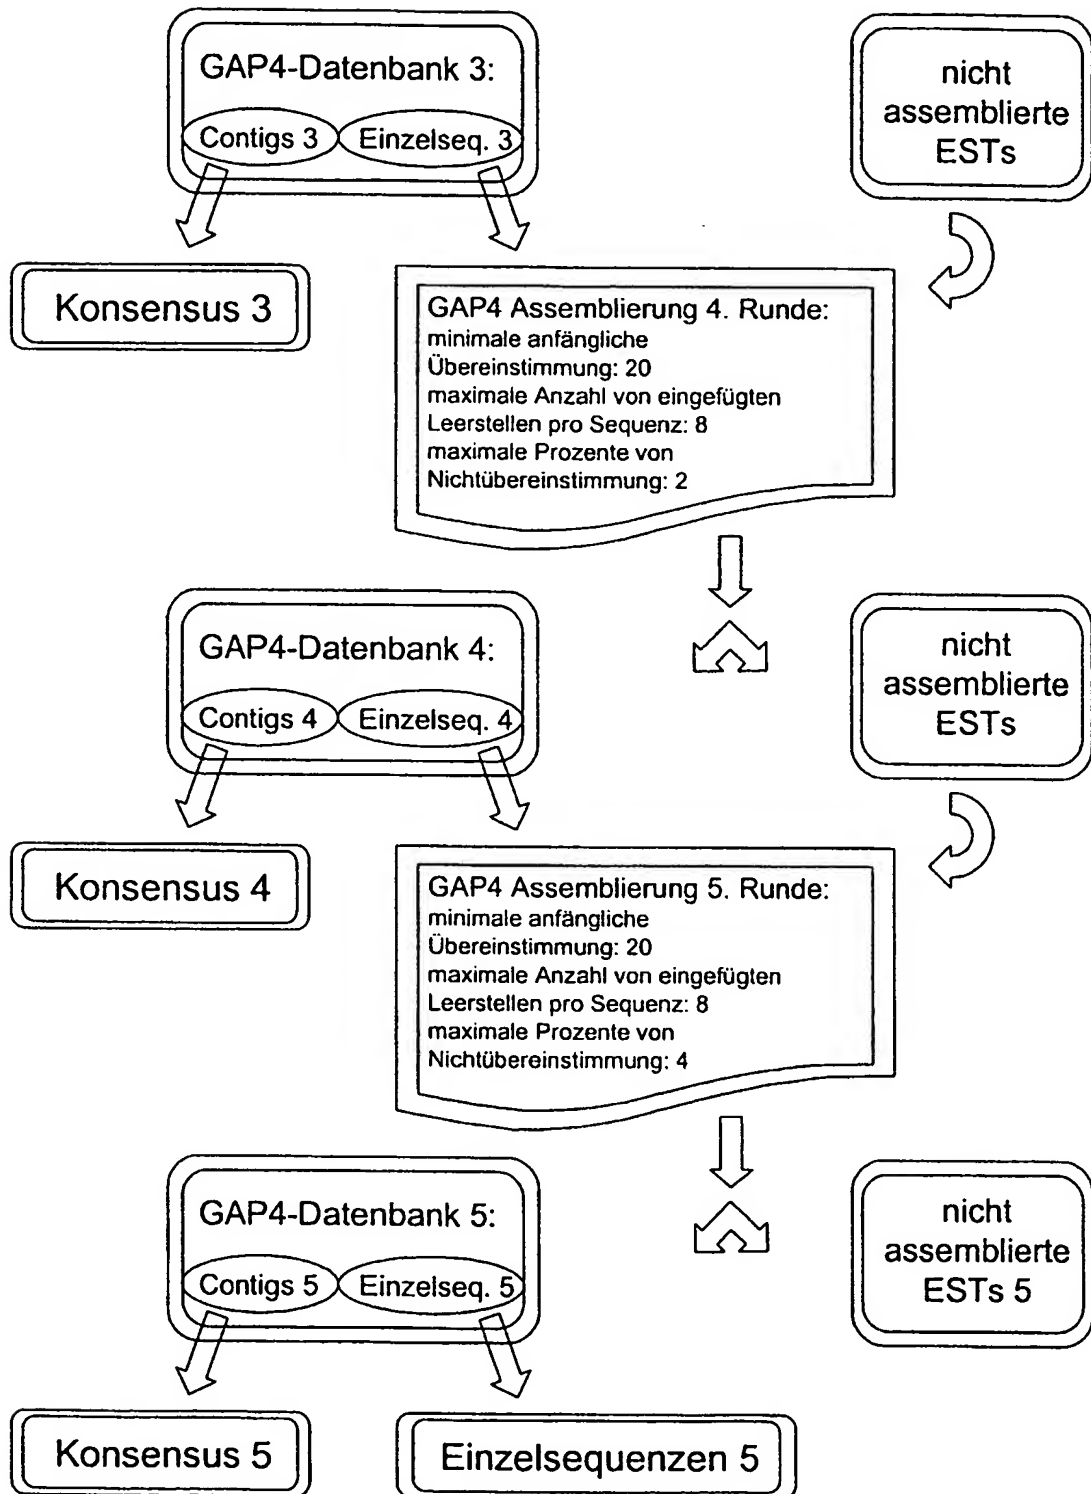 GAP4-Datenbank 3:
Contigs 3
Einzelseq. 3
nicht
assemblierte
ESTs
Konsensus 3
GAP4 Assemblierung 4. Runde:
minimale anfängliche
Übereinstimmung: 20
maximale Anzahl von eingefügten
Leerstellen pro Sequenz: 8
maximale Prozente von
Nichtübereinstimmung: 2
GAP4-Datenbank 4:
Contigs 4
Einzelseq. 4
nicht
assemblierte
ESTs
Konsensus 4
GAP4 Assemblierung 5. Runde:
minimale anfängliche
Übereinstimmung: 20
maximale Anzahl von eingefügten
Leerstellen pro Sequenz: 8
maximale Prozente von
Nichtübereinstimmung: 4
GAP4-Datenbank 5:
Contigs 5
Einzelseq. 5
nicht
assemblierte
ESTs 5
Konsensus 5
Einzelsequenzen 5